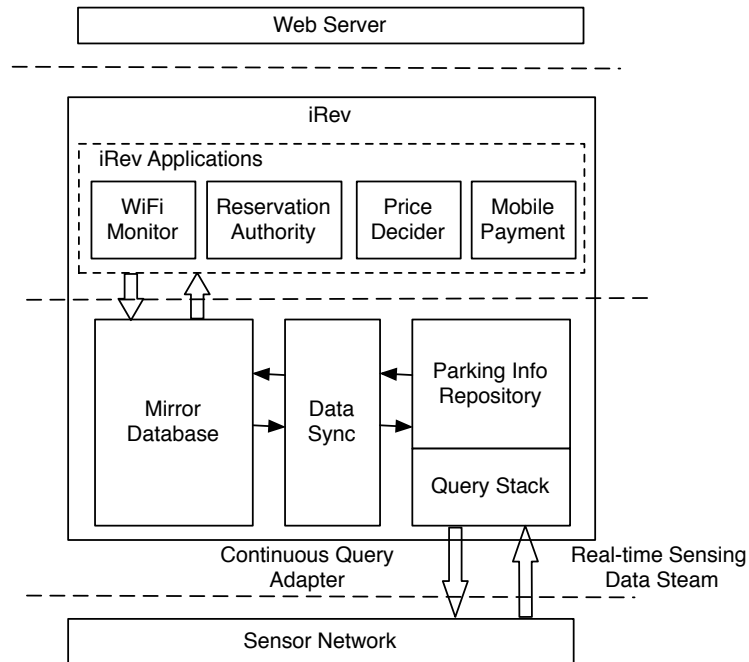 Web Server
iRev
iRev Applications
WiFi
Monitor
Reservation
Authority
Price
Decider
Mobile
Payment
Mirror
Database
Data
Sync
Parking Info
Repository
Query Stack
Continuous Query
Adapter
Real-time Sensing
Data Steam
Sensor Network